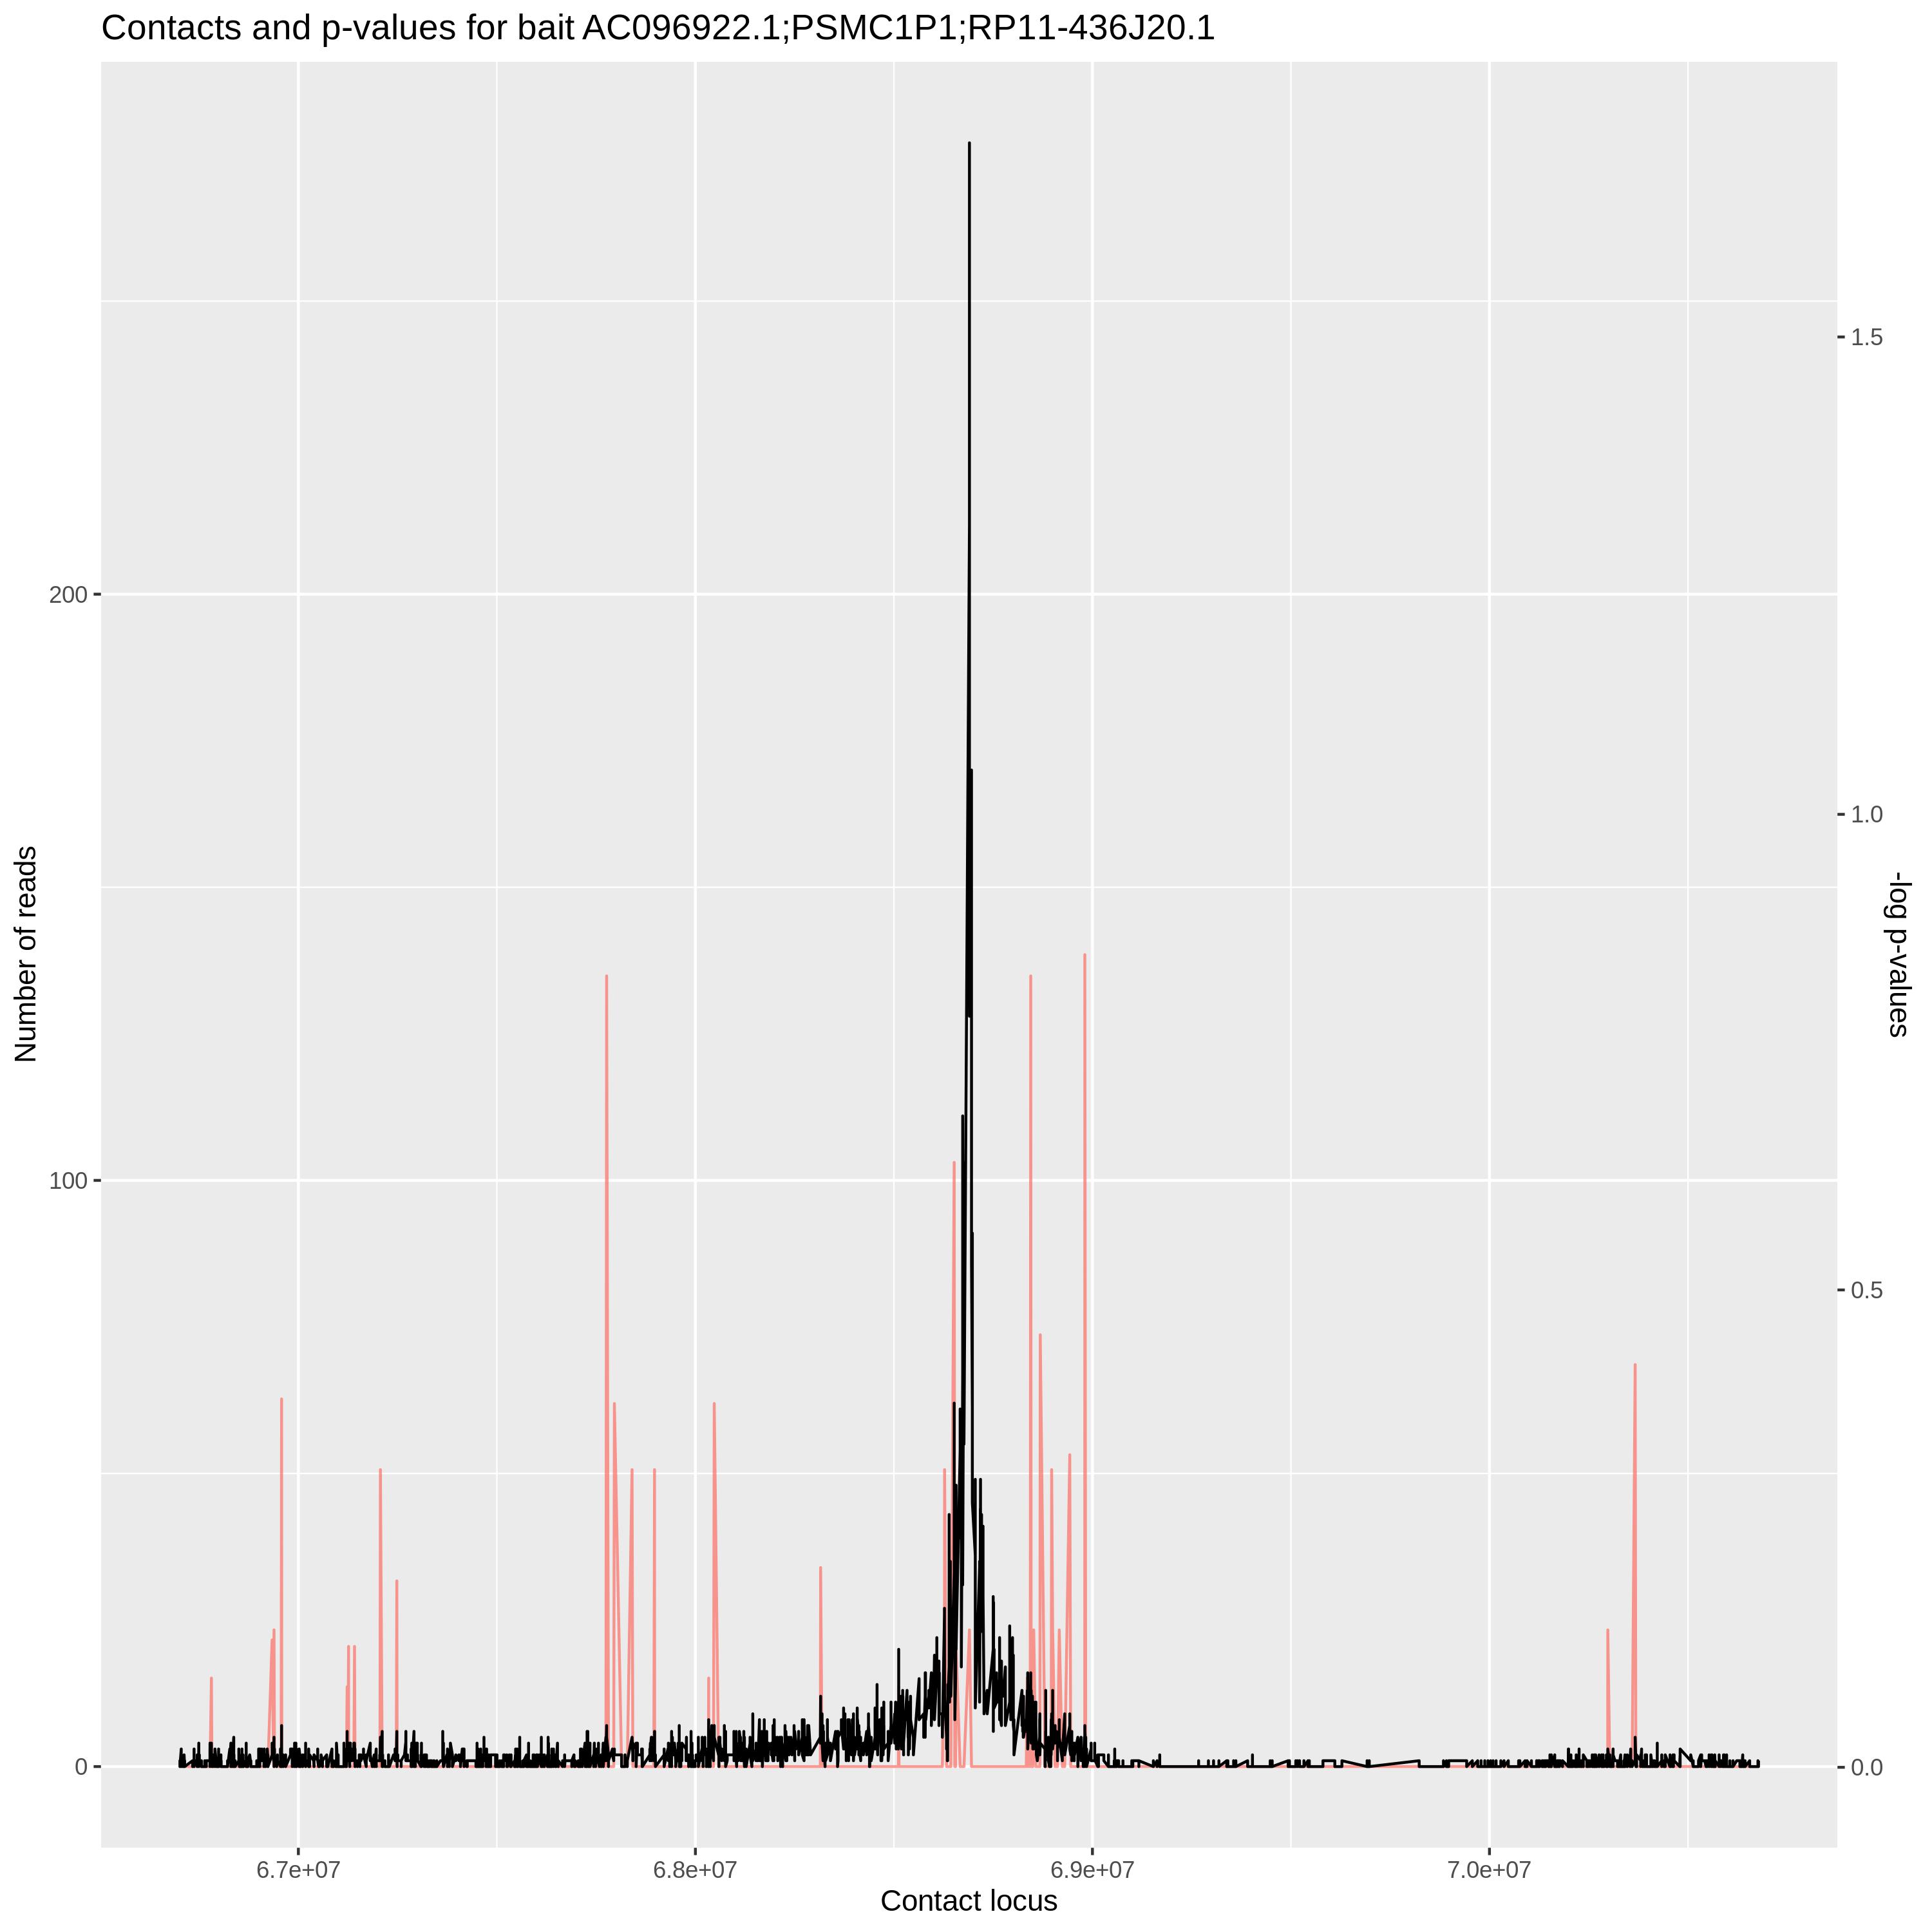 Contacts and p-values for bait AC096922.1;PSMC1P1;RP11-436J20.1
Number of reads
200
100
0
1.5
1.0
0.5
0.0
-log p-values
6.7e+07
6.8e+07
6.9e+07
7.0e+07
Contact locus